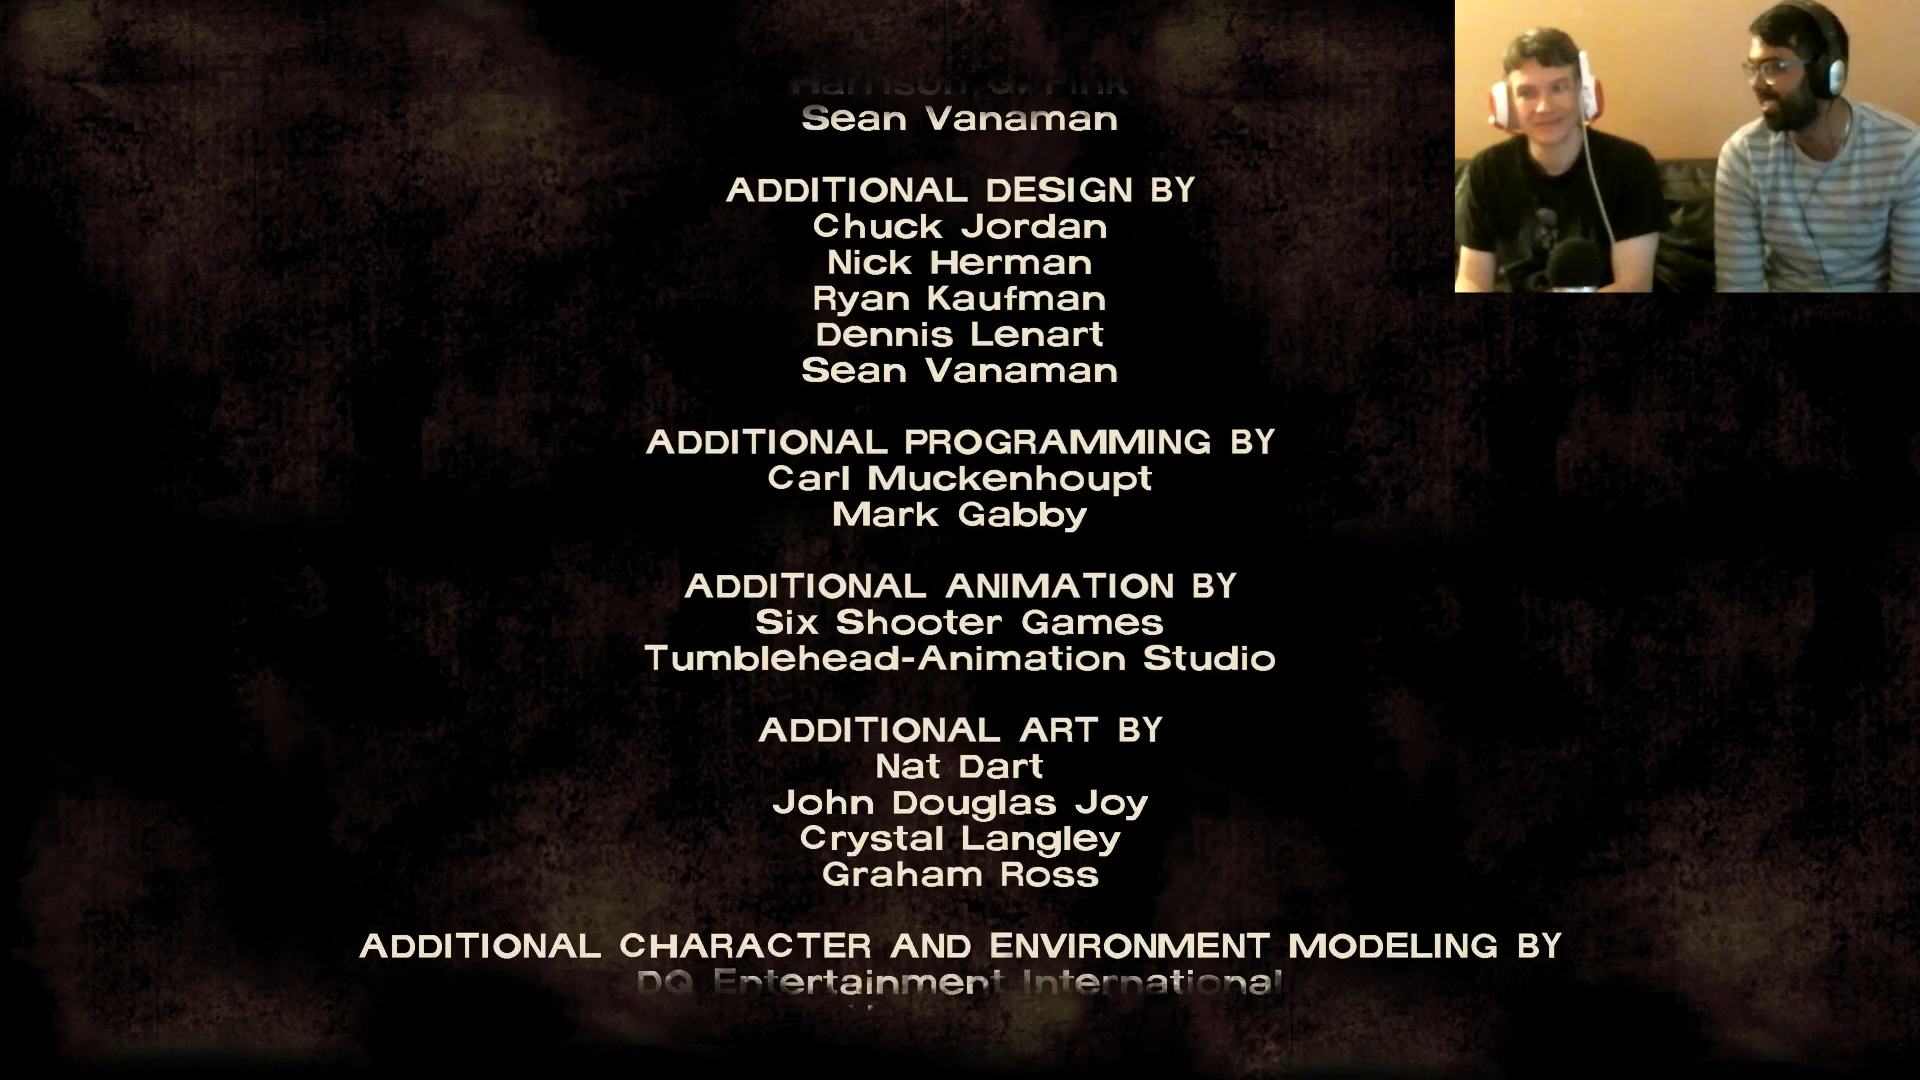 Harrison G. Pink
Sean Vanaman
ADDITIONAL DESIGN BY
Chuck Jordan
Nick Herman
Ryan Kaufman
Dennis Lenart
Sean Vanaman
ADDITIONAL PROGRAMMING BY
Carl Muckenhoupt
Mark Gabby
ADDITIONAL ANIMATION BY
Six Shooter Games
Tumblehead-Animation Studio
ADDITIONAL ART BY
Nat Dart
John Douglas Joy
Crystal Langley
Graham Ross
ADDITIONAL CHARACTER AND ENVIRONMENT MODELING BY
DQ Entertainment International